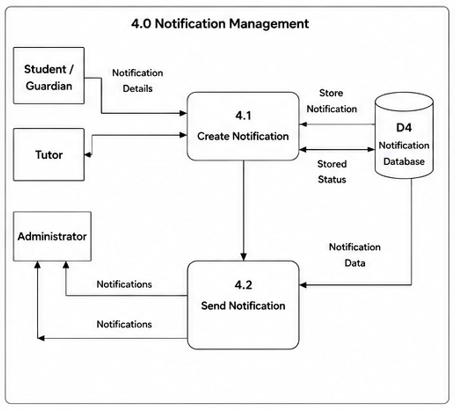 4.0 Notification Management
Student /
Guardian
Notification
Details
Tutor
4.1
Create Notification
Store
Notification
Stored
Status
D4
Notification
Database
Administrator
Notification
Data
4.2
Send Notification
Notifications
Notifications